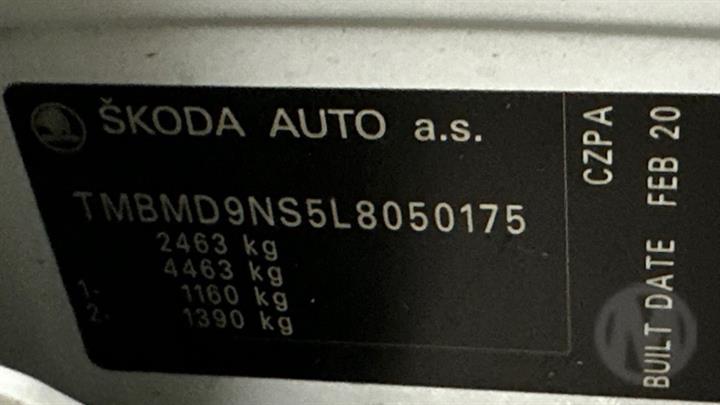 ŠKODA AUTO a.s.
TMBMD9NS5L8050175
2463 kg
4463 kg
1- 1160 kg
2- 1390 kg
CZPA
BUILT DATE FEB 20